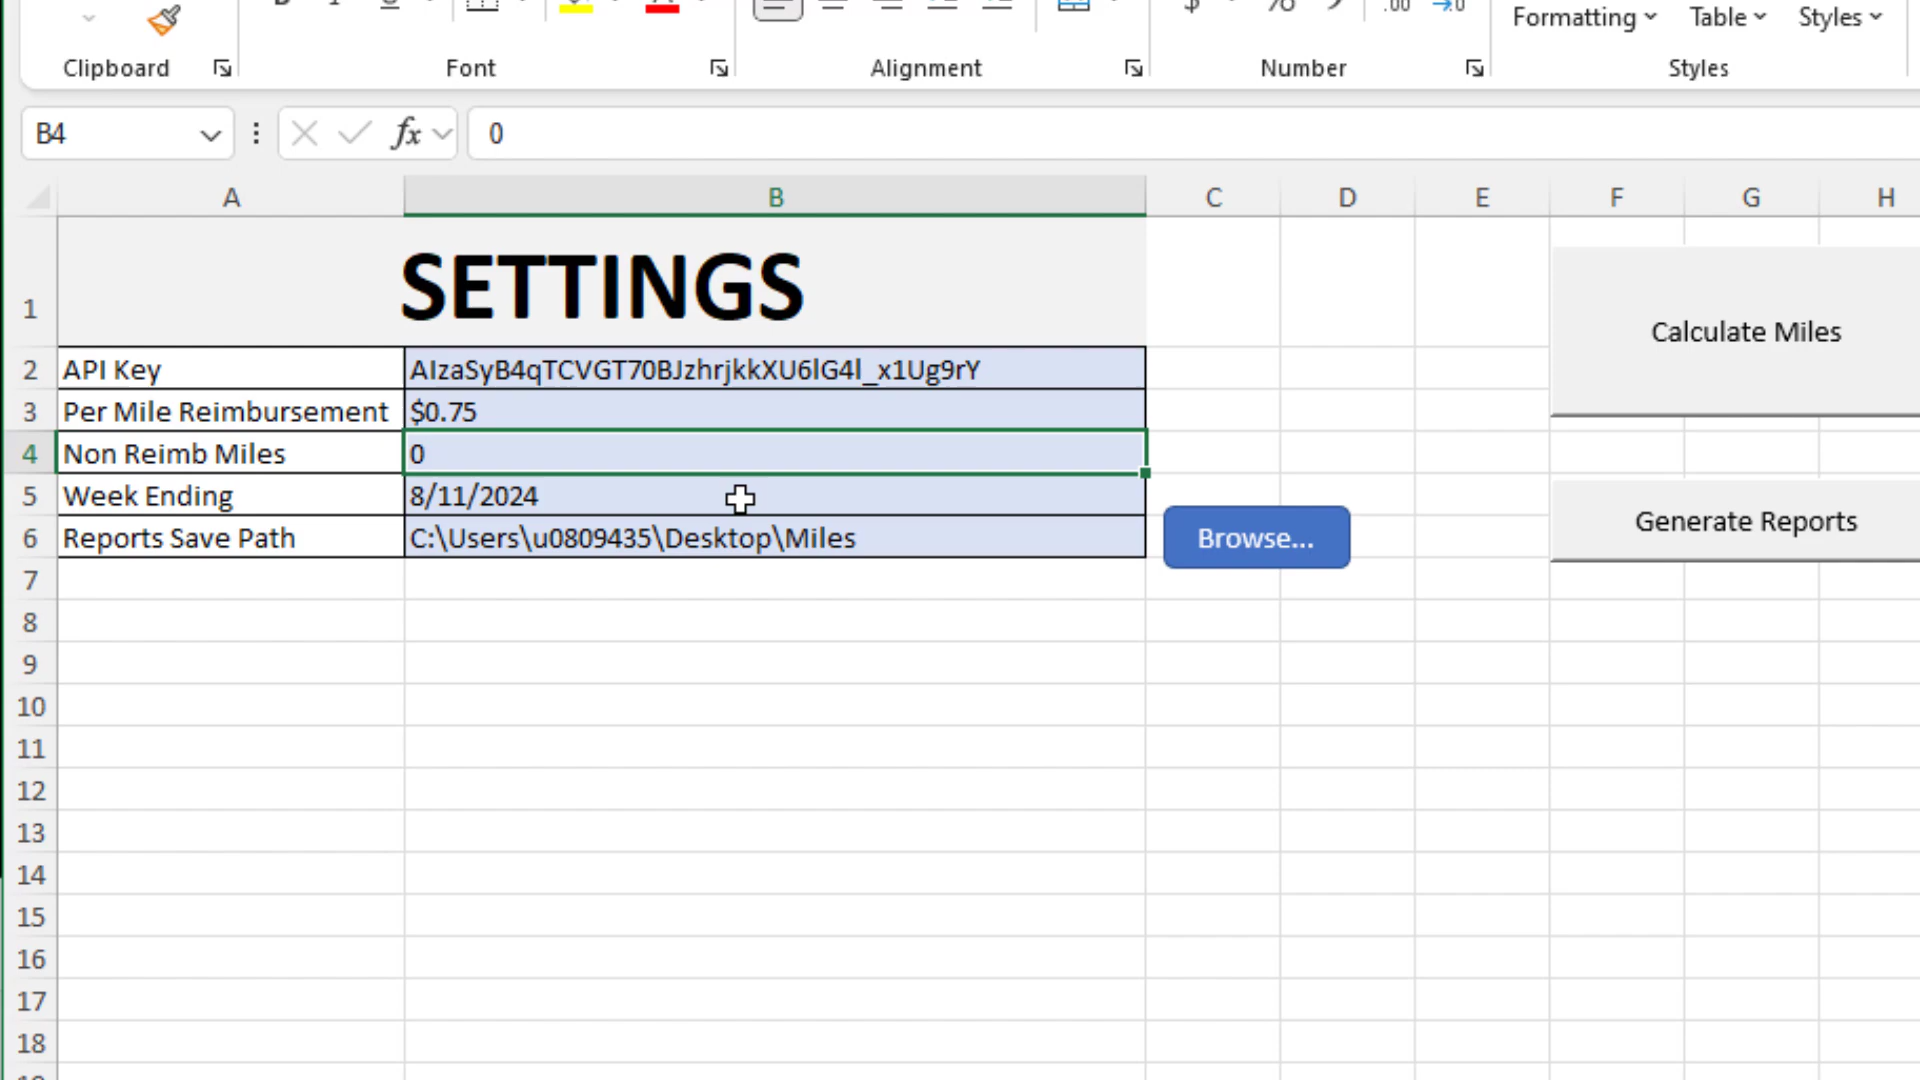 Formatting Table Styles
Clipboard Font Alignment Number Styles
B4 fx 0
A B C D E F G H
1 SETTINGS
Calculate Miles
2 API Key AIzaSyB4qTCVGT70BJzhrjkkXU6lG4l_x1Ug9rY
3 Per Mile Reimbursement $0.75
4 Non Reimb Miles 0
5 Week Ending 8/11/2024
Generate Reports
6 Reports Save Path C:\Users\u0809435\Desktop\Miles Browse...
7
8
9
10
11
12
13
14
15
16
17
18